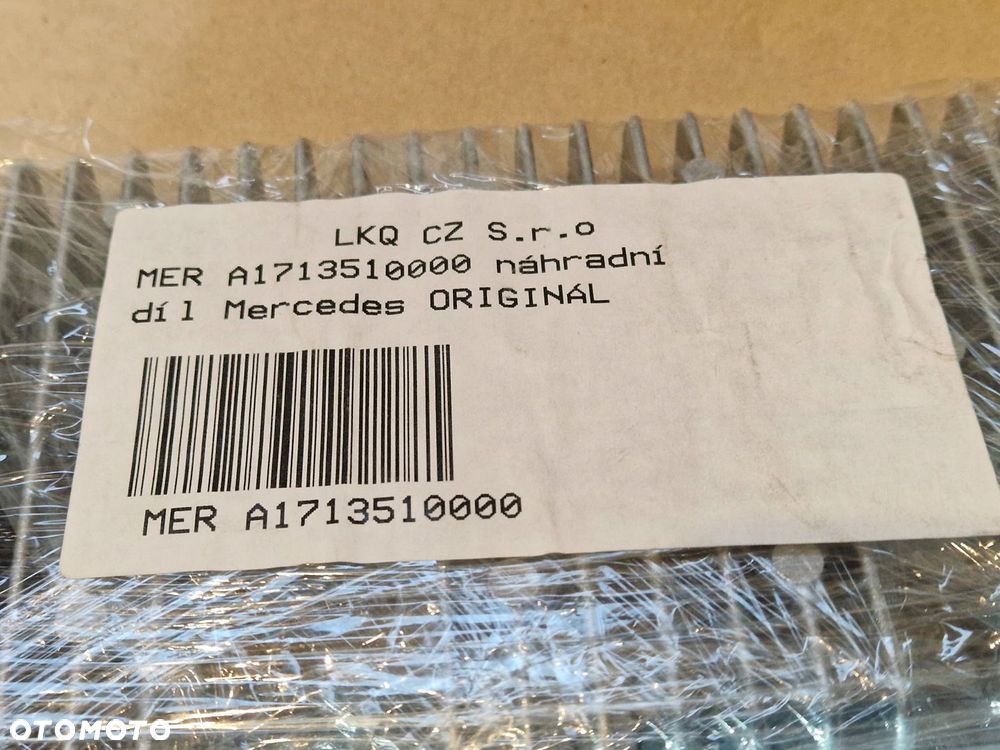 LKQ CZ S.r.o
MER A1713510000 náhradní
díl Mercedes ORIGINÁL
MER A1713510000
OTOMOTO